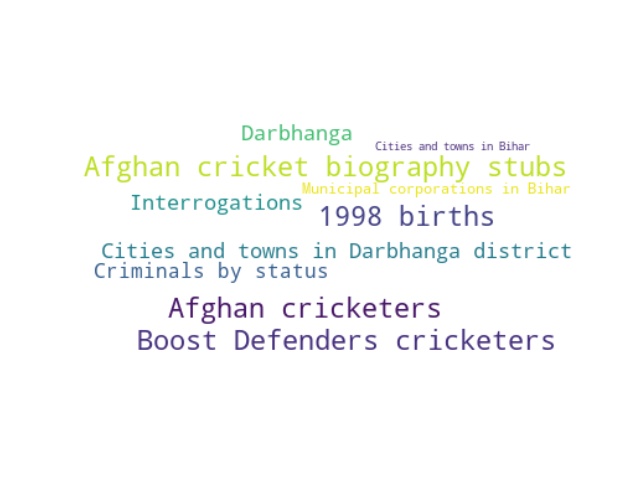 Darbhanga
Cities and towns in Bihar
Afghan cricket biography stubs
Municipal corporations in Bihar
Interrogations
1998 births
Cities and towns in Darbhanga district
Criminals by status
Afghan cricketers
Boost Defenders cricketers